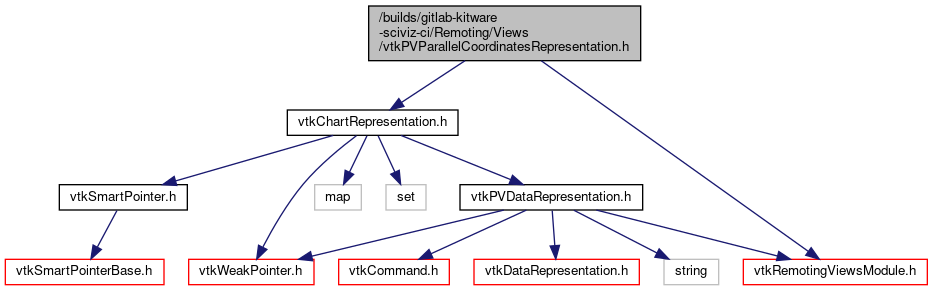 /builds/gitlab-kitware
-sciviz-ci/Remoting/Views
/vtkPVParallelCoordinatesRepresentation.h
vtkChartRepresentation.h
vtkSmartPointer.h
map
set
vtkPVDataRepresentation.h
vtkSmartPointerBase.h
vtkWeakPointer.h
vtkCommand.h
vtkDataRepresentation.h
string
vtkRemotingViewsModule.h